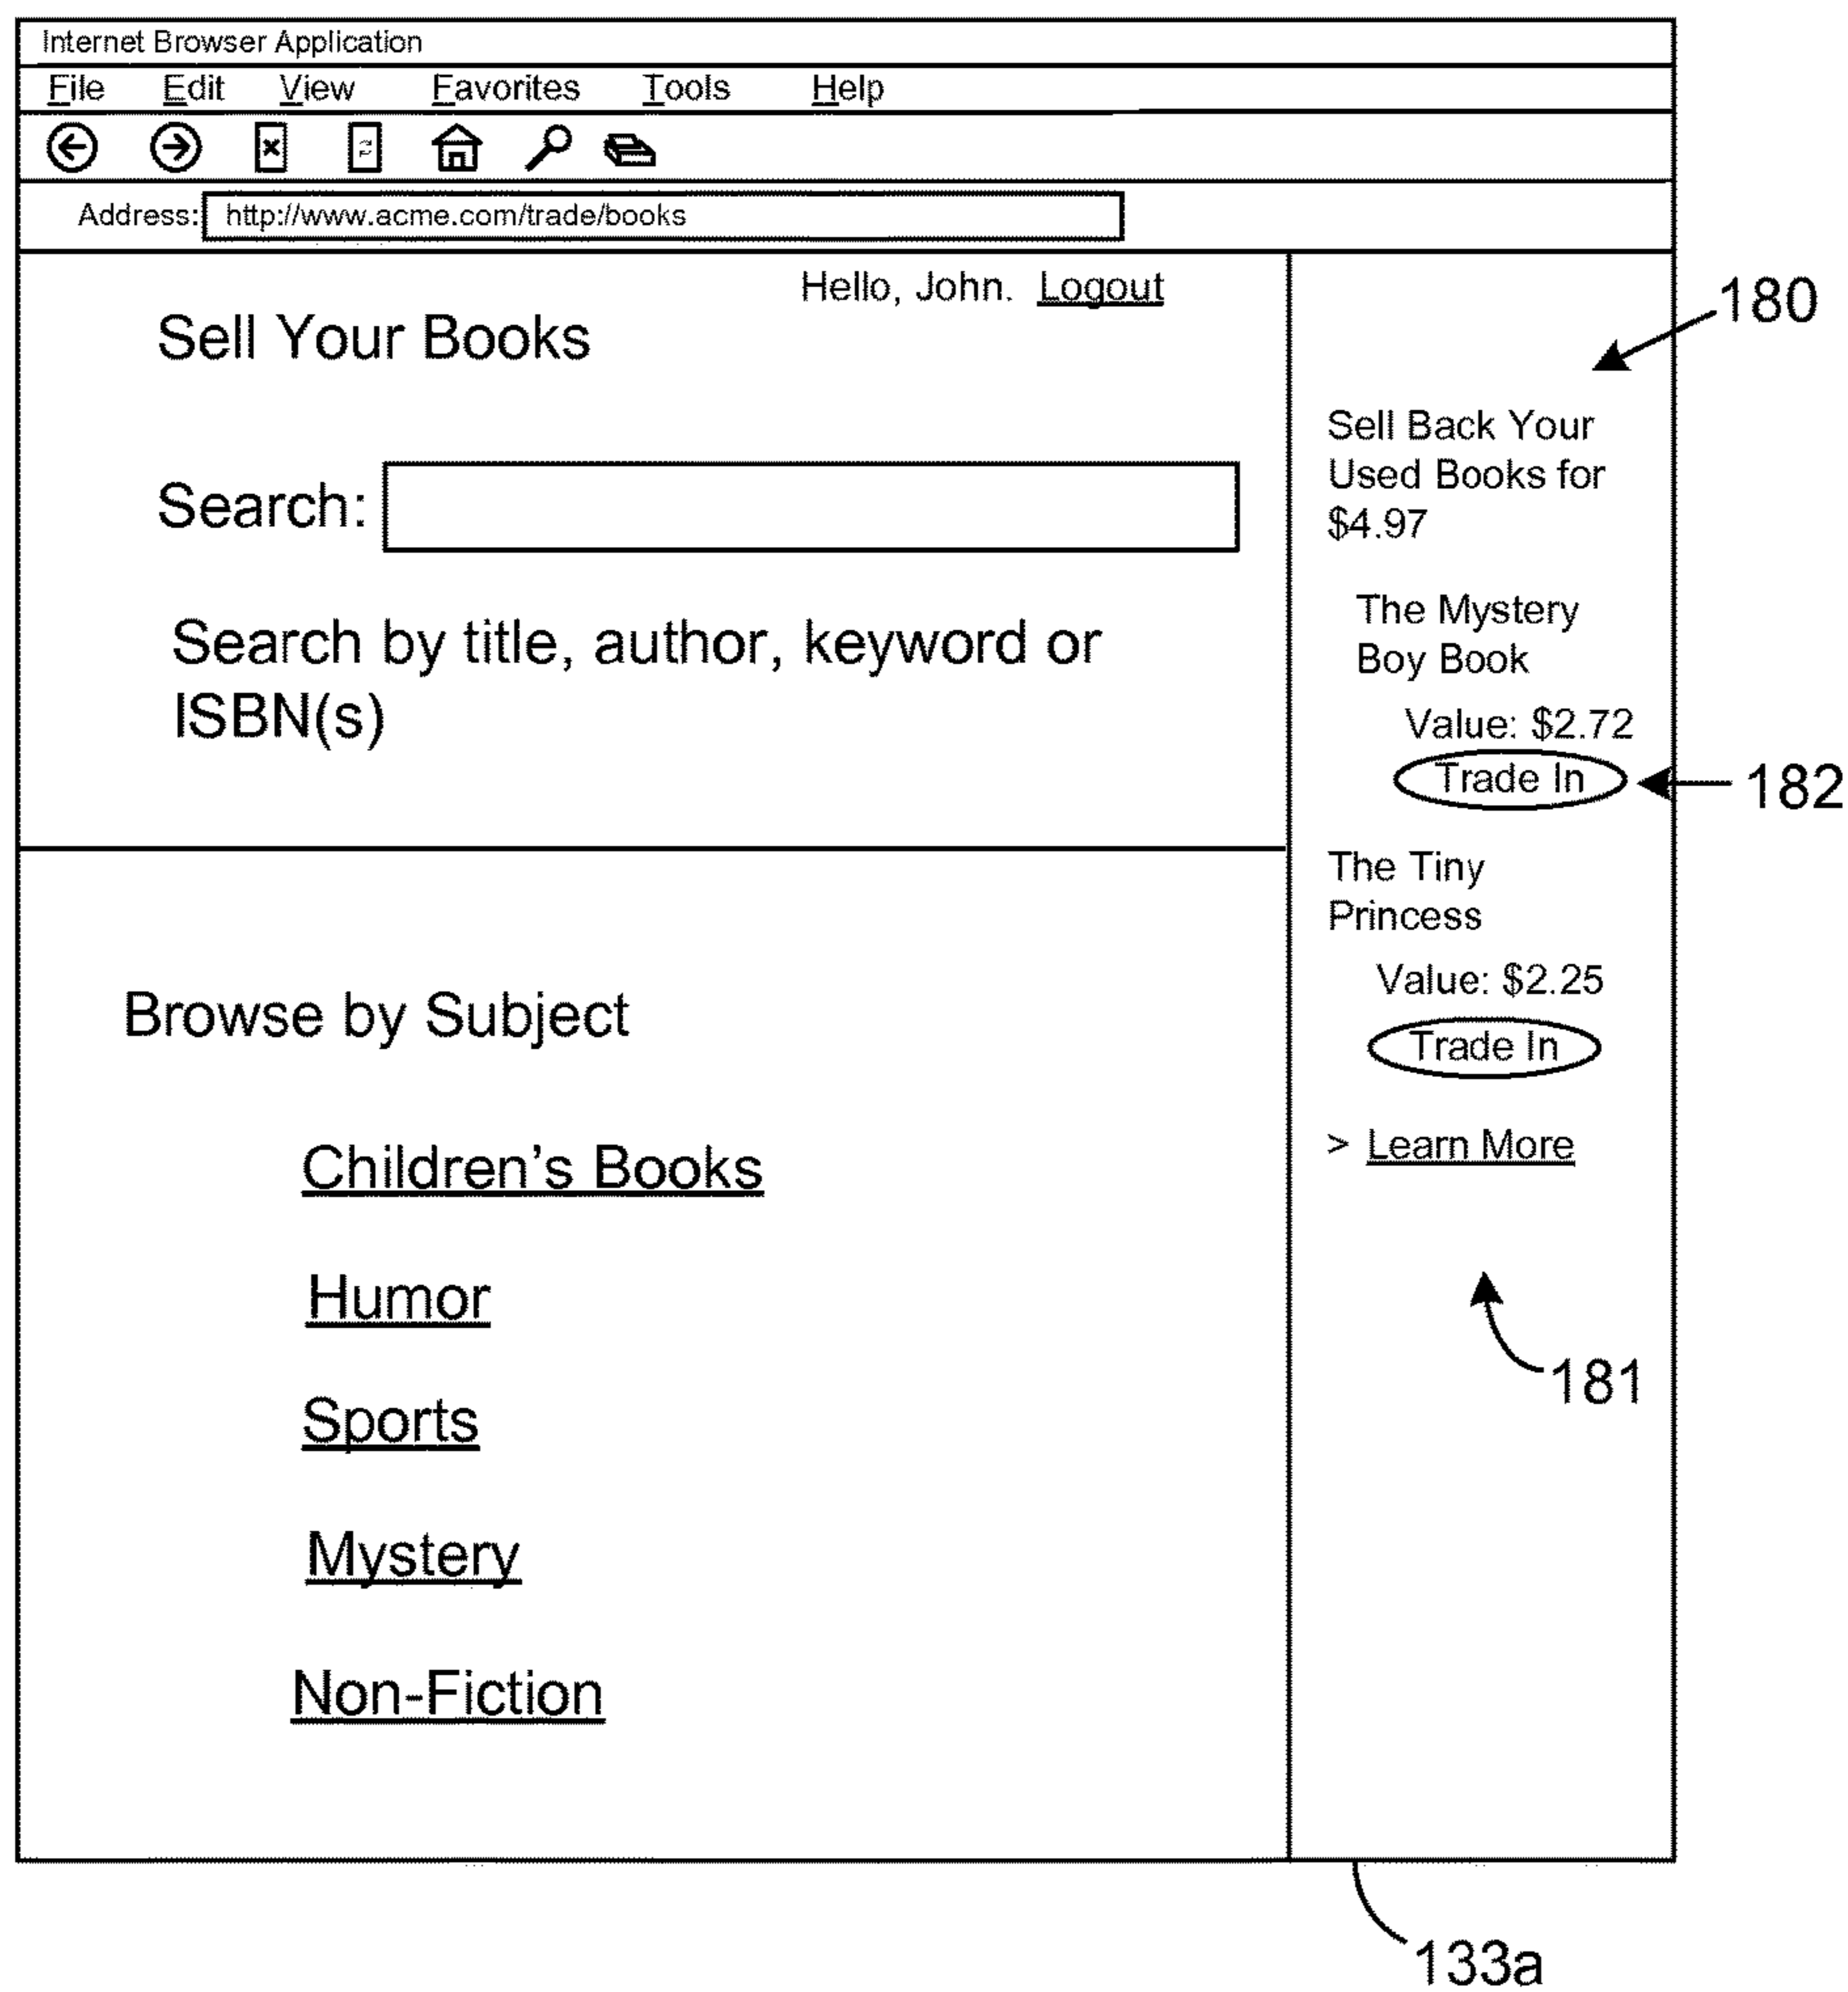 Internet Browser Application
File Edit View Favorites Tools Help
Address: http://www.acme.com/trade/books
Hello, John. Logout
Sell Your Books
Search:
Search by title, author, keyword or
ISBN(s)
Browse by Subject
Children's Books
Humor
Sports
Mystery
Non-Fiction
180
Sell Back Your
Used Books for
$4.97
The Mystery
Boy Book
Value: $2.72
Trade In
182
The Tiny
Princess
Value: $2.25
Trade In
> Learn More
181
133a